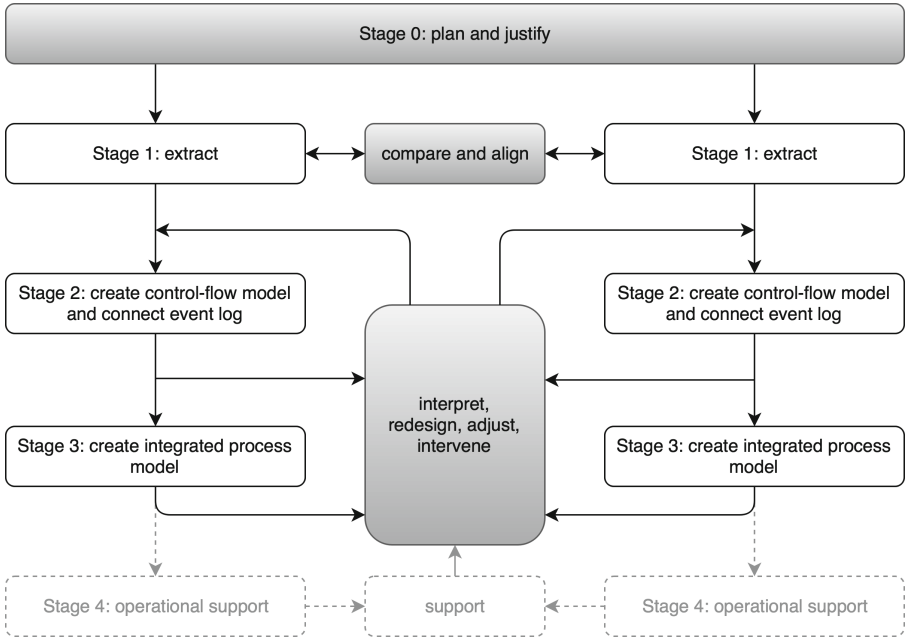 Stage 0: plan and justify
Stage 1: extract
compare and align
Stage 1: extract
Stage 2: create control-flow model
and connect event log
Stage 2: create control-flow model
and connect event log
interpret,
redesign, adjust,
intervene
Stage 3: create integrated process
model
Stage 3: create integrated process
model
Stage 4: operational support
support
Stage 4: operational support